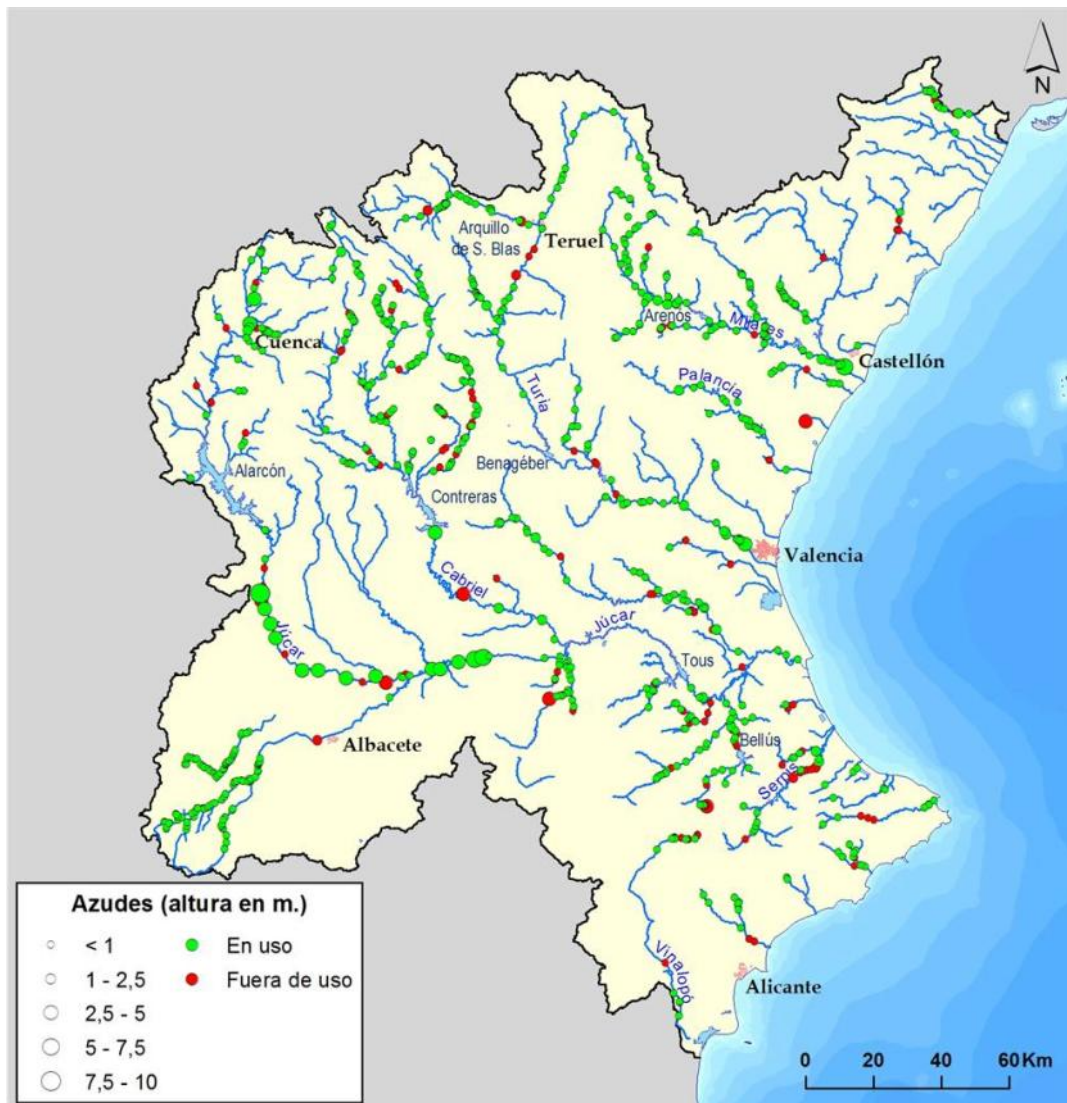 N
Arquillo
de S. Blas
Teruel
Cuenca
Arenós
Mijares
Castellón
Palancia
Turia
Alarcón
Benagéber
Contreras
Valencia
Cabriel
Júcar
Júcar
Tous
Albacete
Bellús
Serpis
Vinalopó
Alicante
Azudes (altura en m.)
< 1
En uso
1 - 2,5
Fuera de uso
2,5 - 5
5 - 7,5
7,5 - 10
0 20 40 60 Km